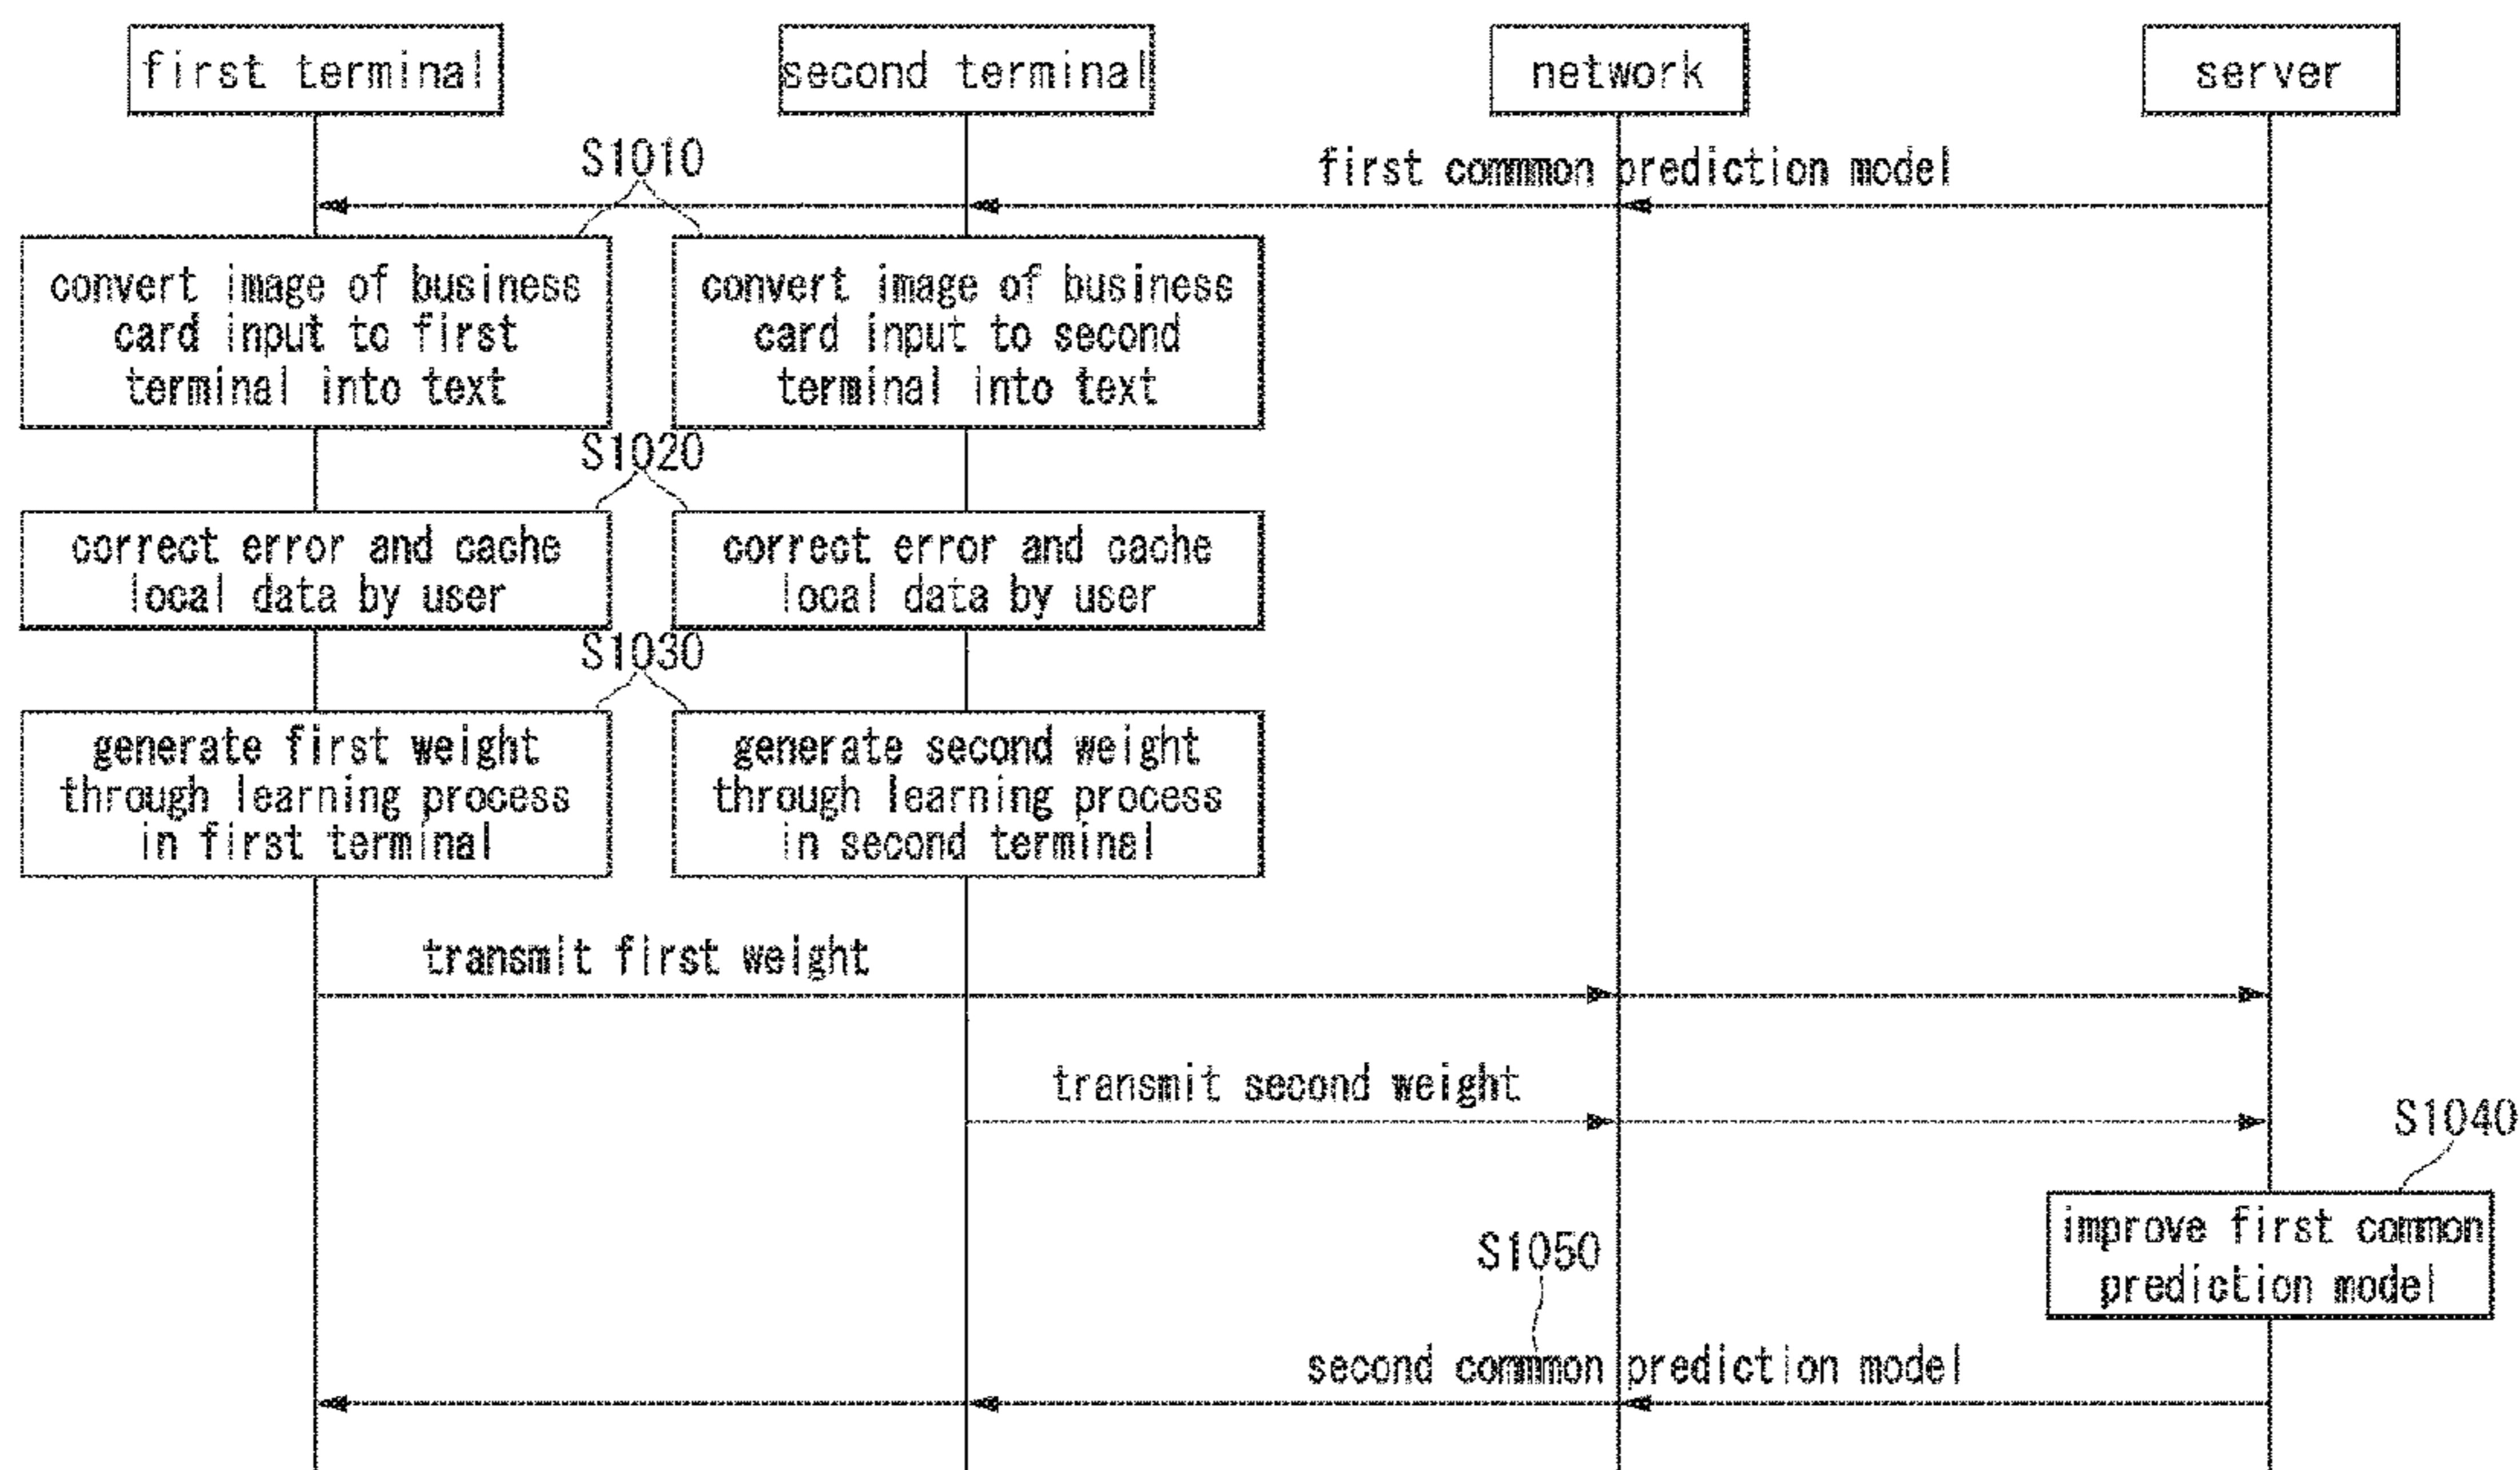 first terminal
second terminal
network
server
S1010
first commmon prediction model
convert image of business
card input to first
terminal into text
convert image of business
card input to second
terminal into text
S1020
correct error and cache
local data by user
correct error and cache
local data by user
S1030
generate first weight
through learning process
in first terminal
generate second weight
through learning process
in second terminal
transmit first weight
transmit second weight
S1040
improve first common
prediction model
S1050
second commmon prediction model